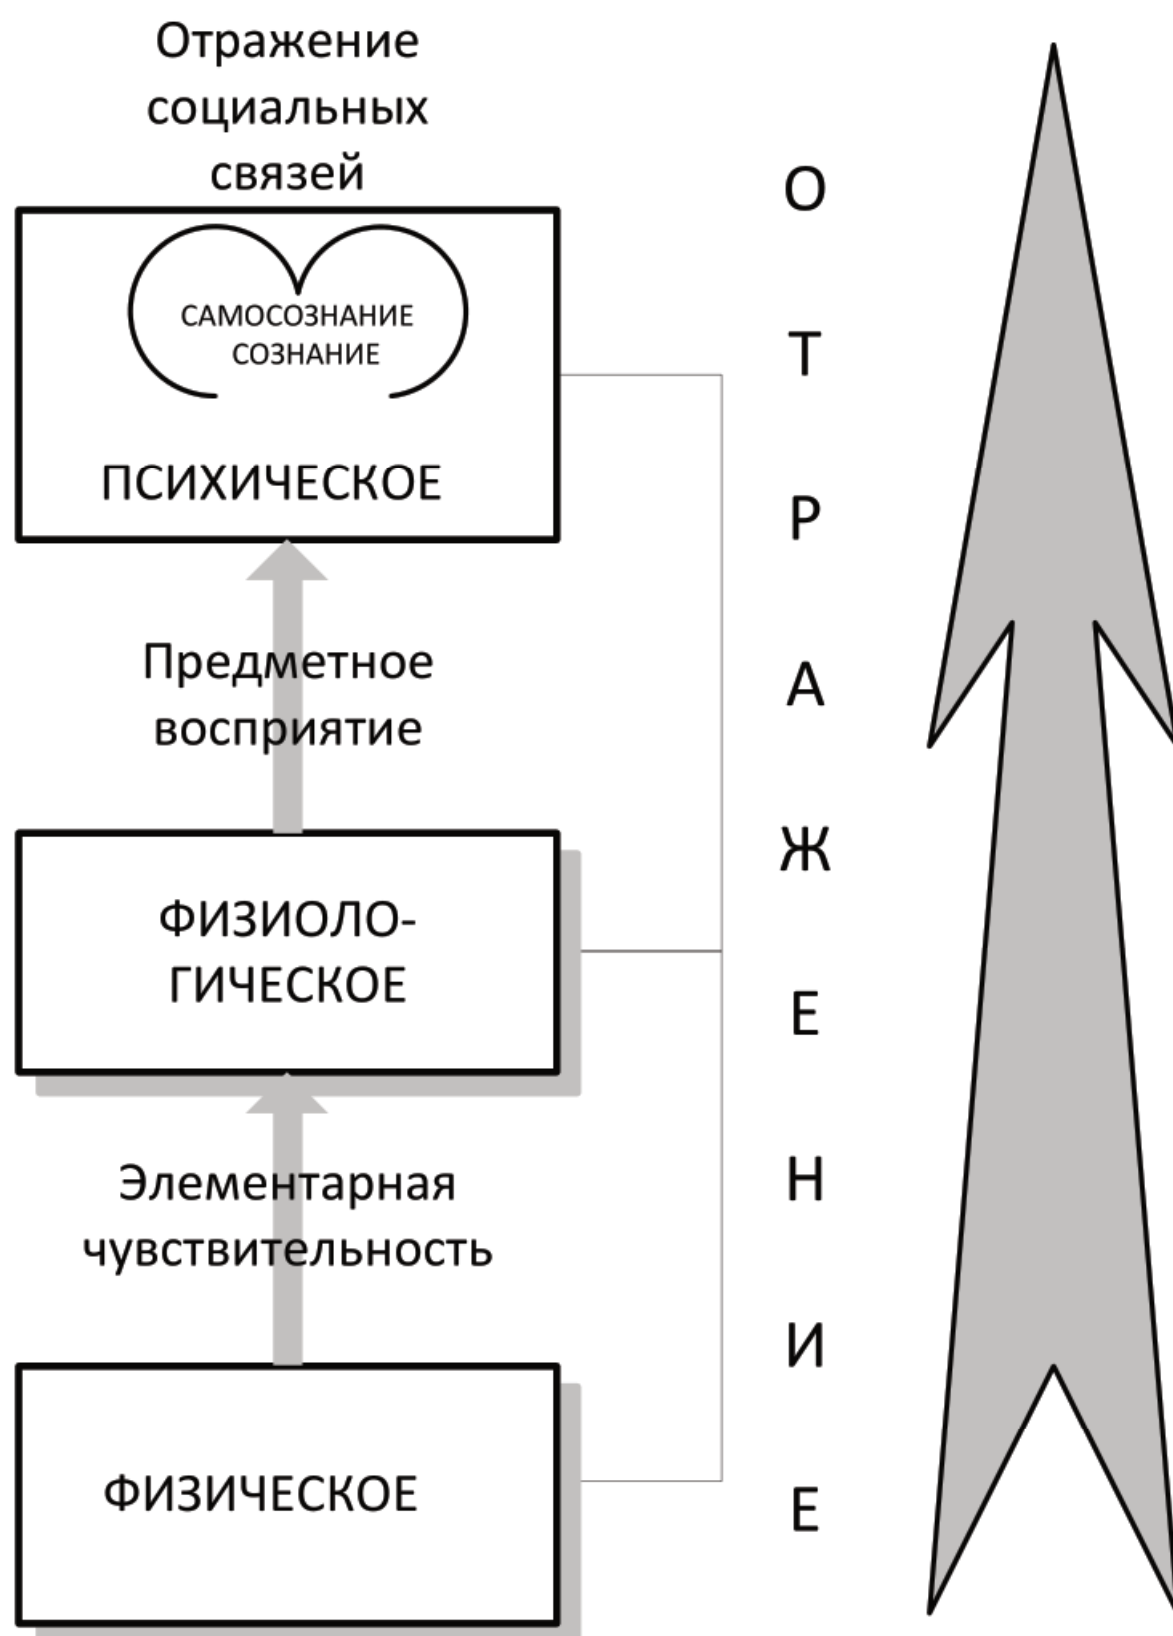 Отражение
социальных
связей
САМОСОЗНАНИЕ
СОЗНАНИЕ
ПСИХИЧЕСКОЕ
Предметное
восприятие
ФИЗИОЛО-
ГИЧЕСКОЕ
Элементарная
чувствительность
ФИЗИЧЕСКОЕ
О
Т
Р
А
Ж
Е
Н
И
Е